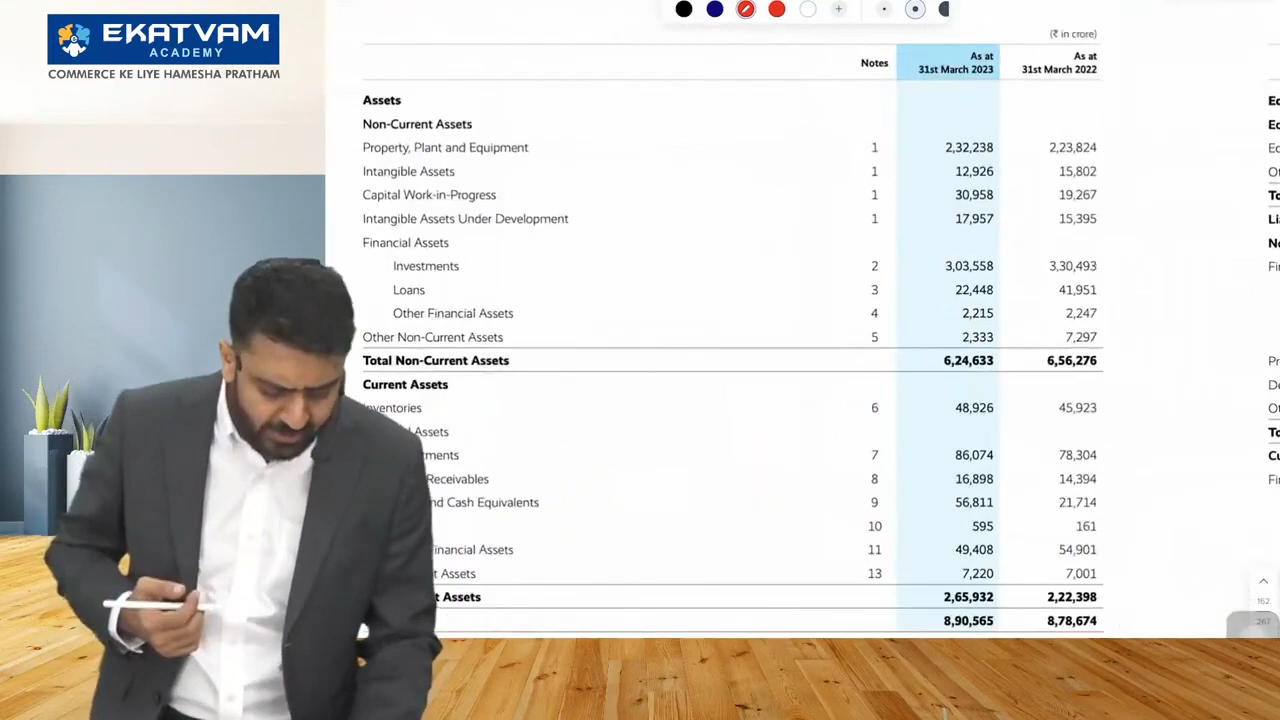 EKATVAM
ACADEMY
COMMERCE KE LIYE HAMESHA PRATHAM
(₹ in crore)
Notes As at 31st March 2023 As at 31st March 2022
Assets
Non-Current Assets
Property, Plant and Equipment 1 2,32,238 2,23,824
Intangible Assets 1 12,926 15,802
Capital Work-in-Progress 1 30,958 19,267
Intangible Assets Under Development 1 17,957 15,395
Financial Assets
Investments 2 3,03,558 3,30,493
Loans 3 22,448 41,951
Other Financial Assets 4 2,215 2,247
Other Non-Current Assets 5 2,333 7,297
Total Non-Current Assets 6,24,633 6,56,276
Current Assets
Inventories 6 48,926 45,923
Assets
7 86,074 78,304
Receivables 8 16,898 14,394
and Cash Equivalents 9 56,811 21,714
10 595 161
Financial Assets 11 49,408 54,901
Assets 13 7,220 7,001
Assets 2,65,932 2,22,398
8,90,565 8,78,674
162
267